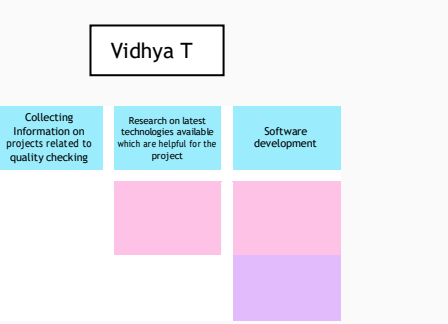 Vidhya T
Collecting
Information on
projects related to
quality checking
Research on latest
technologies available
which are helpful for the
project
Software
development